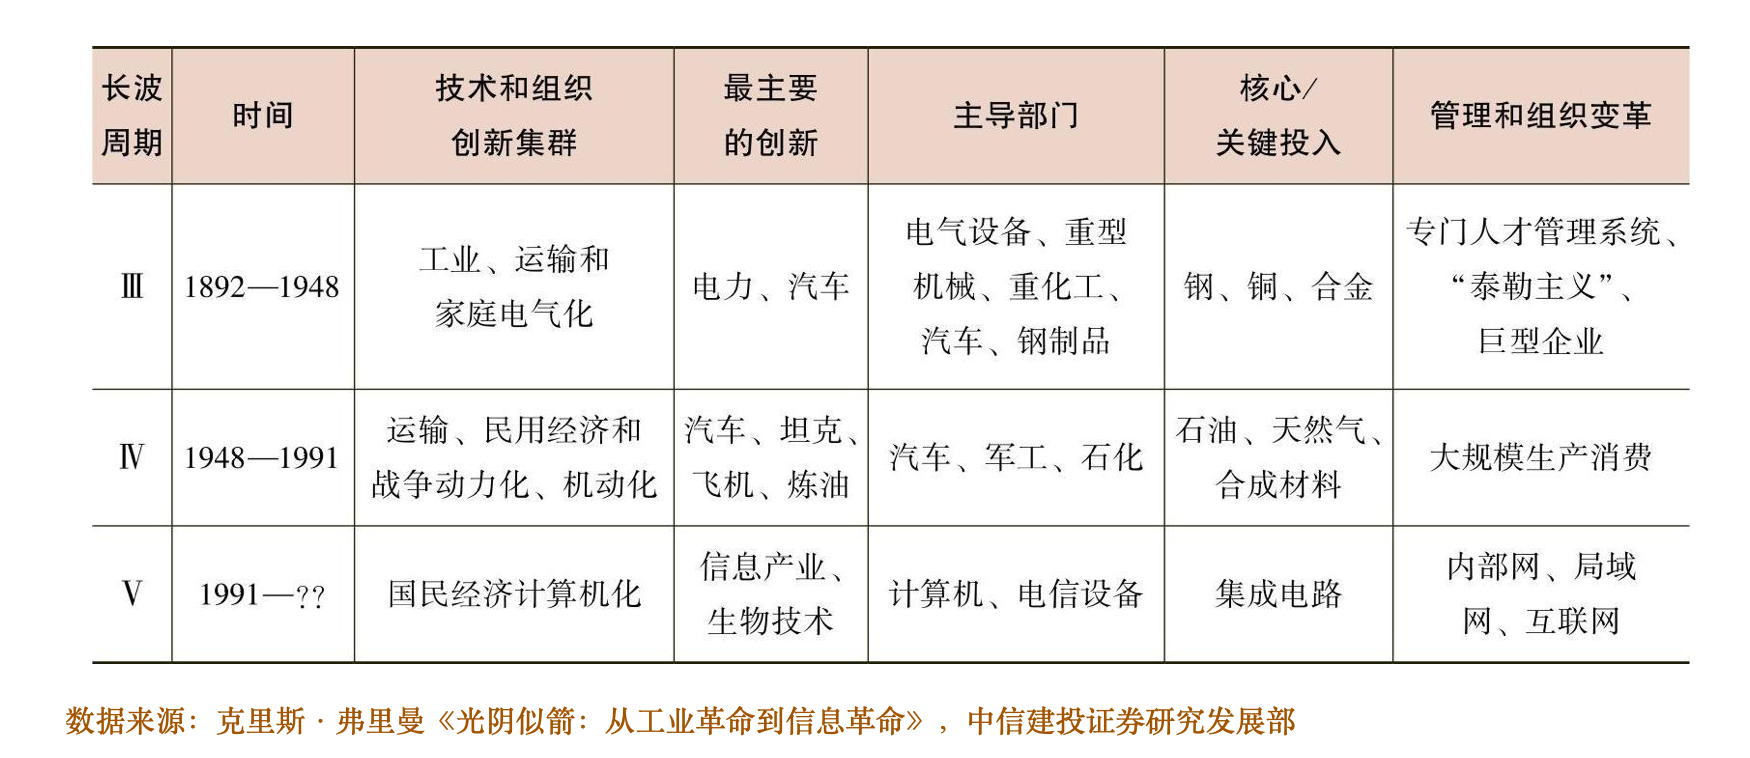 长波周期 时间 技术和组织创新集群 最主要的创新 主导部门 核心/关键投入 管理和组织变革
Ⅲ 1892—1948 工业、运输和家庭电气化 电力、汽车 电气设备、重型机械、重化工、汽车、钢制品 钢、铜、合金 专门人才管理系统、“泰勒主义”、巨型企业
Ⅳ 1948—1991 运输、民用经济和战争动力化、机动化 汽车、坦克、飞机、炼油 汽车、军工、石化 石油、天然气、合成材料 大规模生产消费
Ⅴ 1991—?? 国民经济计算机化 信息产业、生物技术 计算机、电信设备 集成电路 内部网、局域网、互联网
数据来源：克里斯·弗里曼《光阴似箭：从工业革命到信息革命》，中信建投证券研究发展部